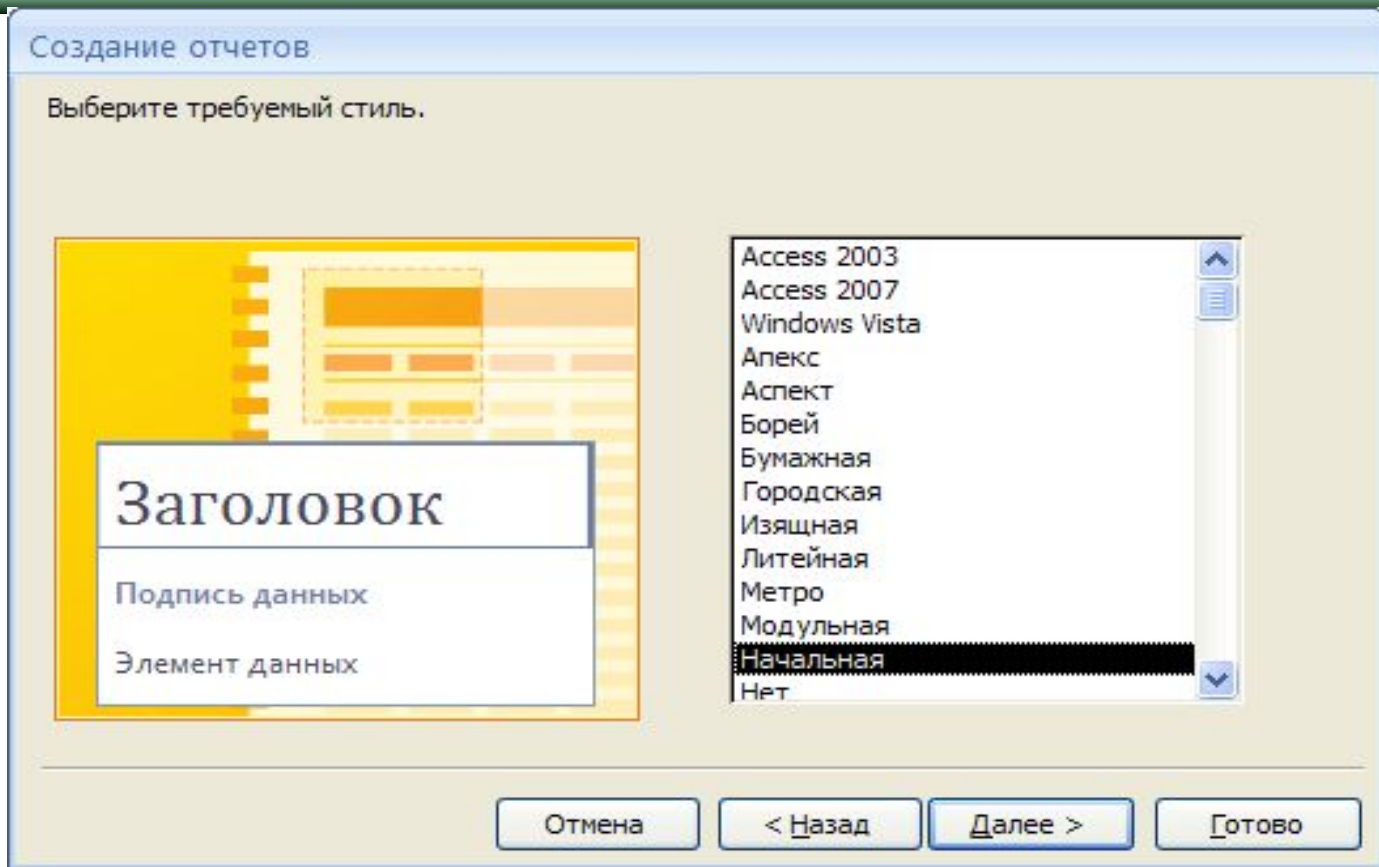 Создание отчетов
Выберите требуемый стиль.
Заголовок
Подпись данных
Элемент данных
Access 2003
Access 2007
Windows Vista
Апекс
Аспект
Борей
Бумажная
Городская
Изящная
Литейная
Метро
Модульная
Начальная
Нет
Отмена
< Назад
Далее >
Готово